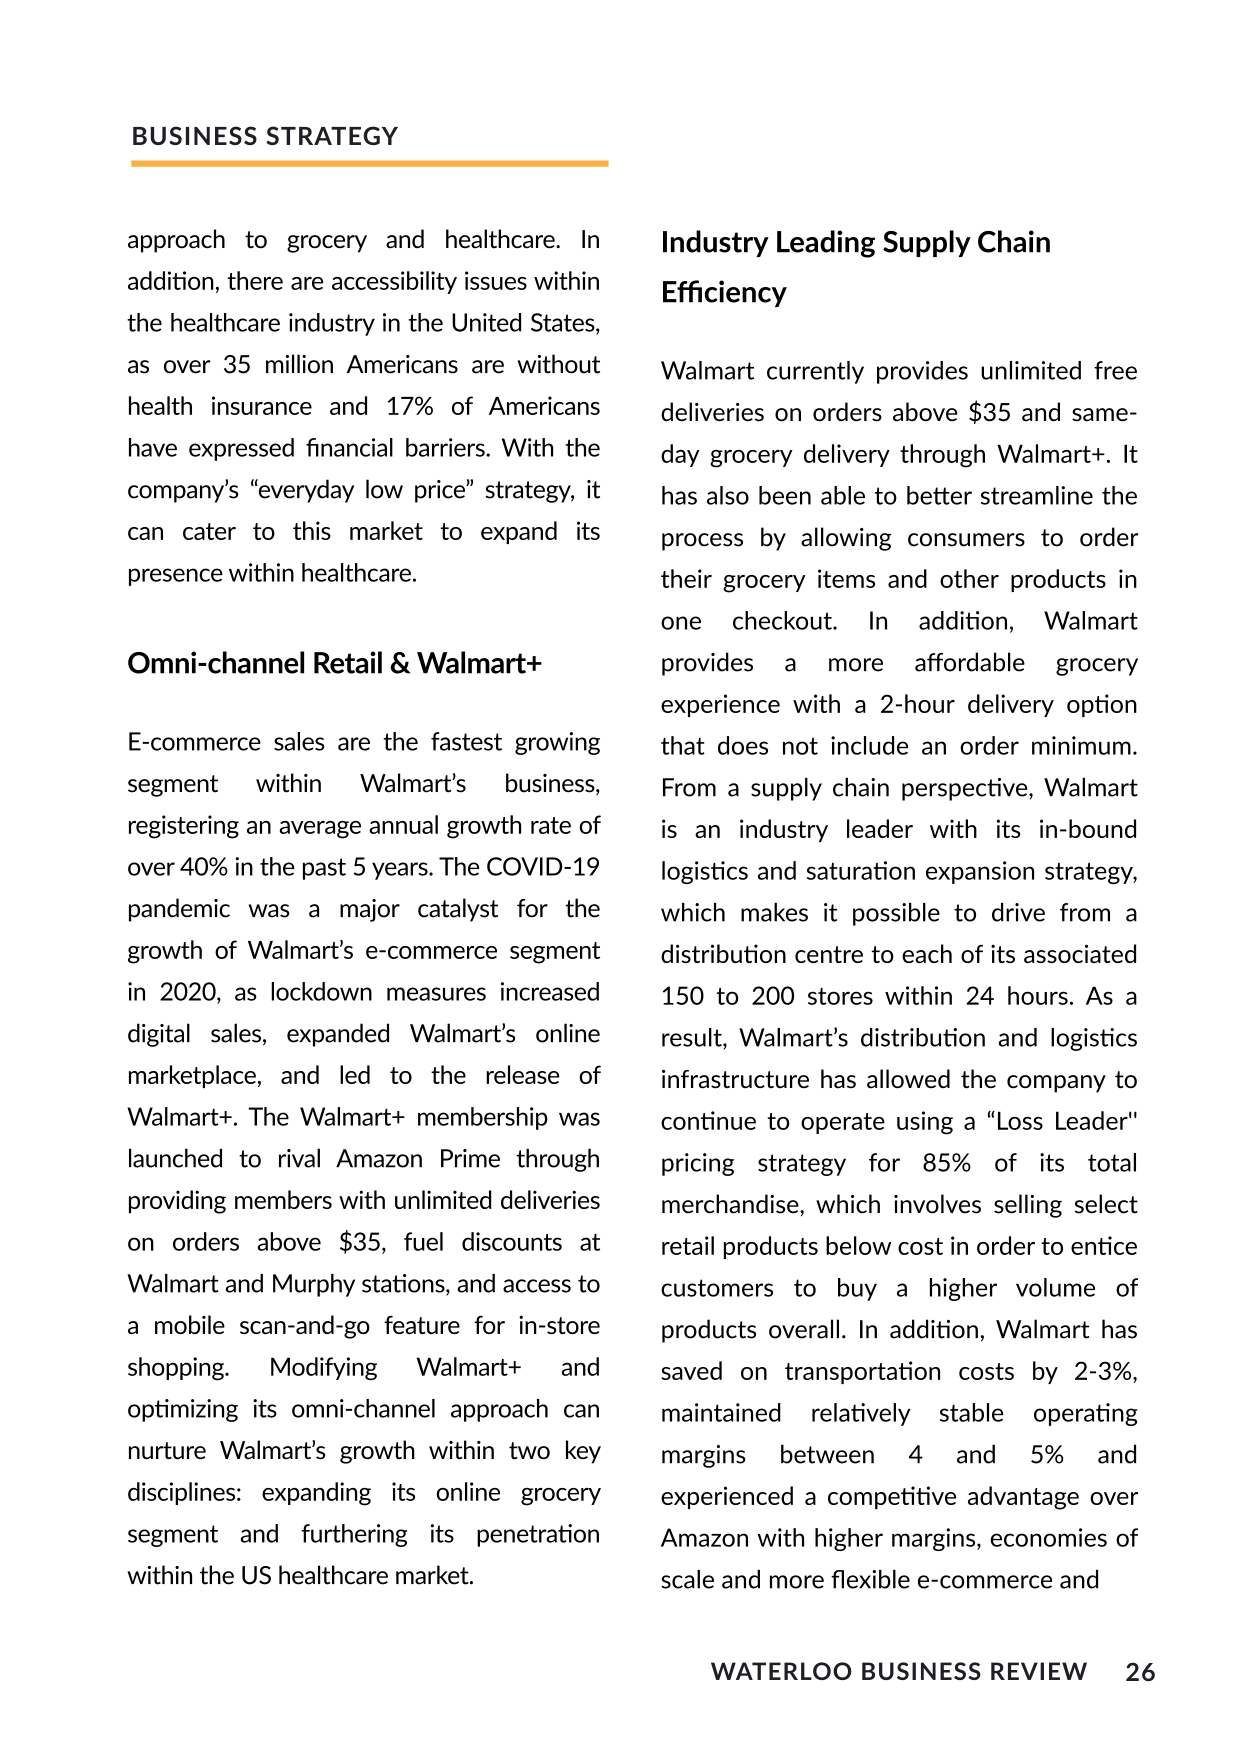 BUSINESS STRATEGY
approach to grocery and healthcare. In
addition, there are accessibility issues within
the healthcare industry in the United States,
as over 35 million Americans are without
health insurance and 17% of Americans
have expressed financial barriers. With the
company’s “everyday low price” strategy, it
can cater to this market to expand its
presence within healthcare.
Omni-channel Retail & Walmart+
E-commerce sales are the fastest growing
segment within Walmart’s business,
registering an average annual growth rate of
over 40% in the past 5 years. The COVID-19
pandemic was a major catalyst for the
growth of Walmart’s e-commerce segment
in 2020, as lockdown measures increased
digital sales, expanded Walmart’s online
marketplace, and led to the release of
Walmart+. The Walmart+ membership was
launched to rival Amazon Prime through
providing members with unlimited deliveries
on orders above $35, fuel discounts at
Walmart and Murphy stations, and access to
a mobile scan-and-go feature for in-store
shopping. Modifying Walmart+ and
optimizing its omni-channel approach can
nurture Walmart’s growth within two key
disciplines: expanding its online grocery
segment and furthering its penetration
within the US healthcare market.
Industry Leading Supply Chain
Efficiency
Walmart currently provides unlimited free
deliveries on orders above $35 and same-
day grocery delivery through Walmart+. It
has also been able to better streamline the
process by allowing consumers to order
their grocery items and other products in
one checkout. In addition, Walmart
provides a more affordable grocery
experience with a 2-hour delivery option
that does not include an order minimum.
From a supply chain perspective, Walmart
is an industry leader with its in-bound
logistics and saturation expansion strategy,
which makes it possible to drive from a
distribution centre to each of its associated
150 to 200 stores within 24 hours. As a
result, Walmart’s distribution and logistics
infrastructure has allowed the company to
continue to operate using a “Loss Leader''
pricing strategy for 85% of its total
merchandise, which involves selling select
retail products below cost in order to entice
customers to buy a higher volume of
products overall. In addition, Walmart has
saved on transportation costs by 2-3%,
maintained relatively stable operating
margins between 4 and 5% and
experienced a competitive advantage over
Amazon with higher margins, economies of
scale and more flexible e-commerce and
WATERLOO BUSINESS REVIEW 26